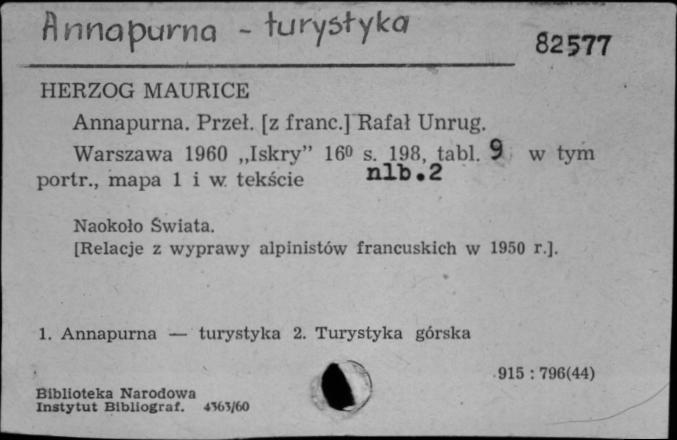 Annapurna - turystyka
82577
HERZOG MAURICE
Annapurna. Przeł. [z franc.] Rafał Unrug.
Warszawa 1960 „Iskry” 16⁰ s. 198, tabl. 9 w tym
portr., mapa 1 i w tekście nlb.2
Naokoło Świata.
[Relacje z wyprawy alpinistów francuskich w 1950 r.].
1. Annapurna — turystyka 2. Turystyka górska
915 : 796(44)
Biblioteka Narodowa
Instytut Bibliograf. 4363/60